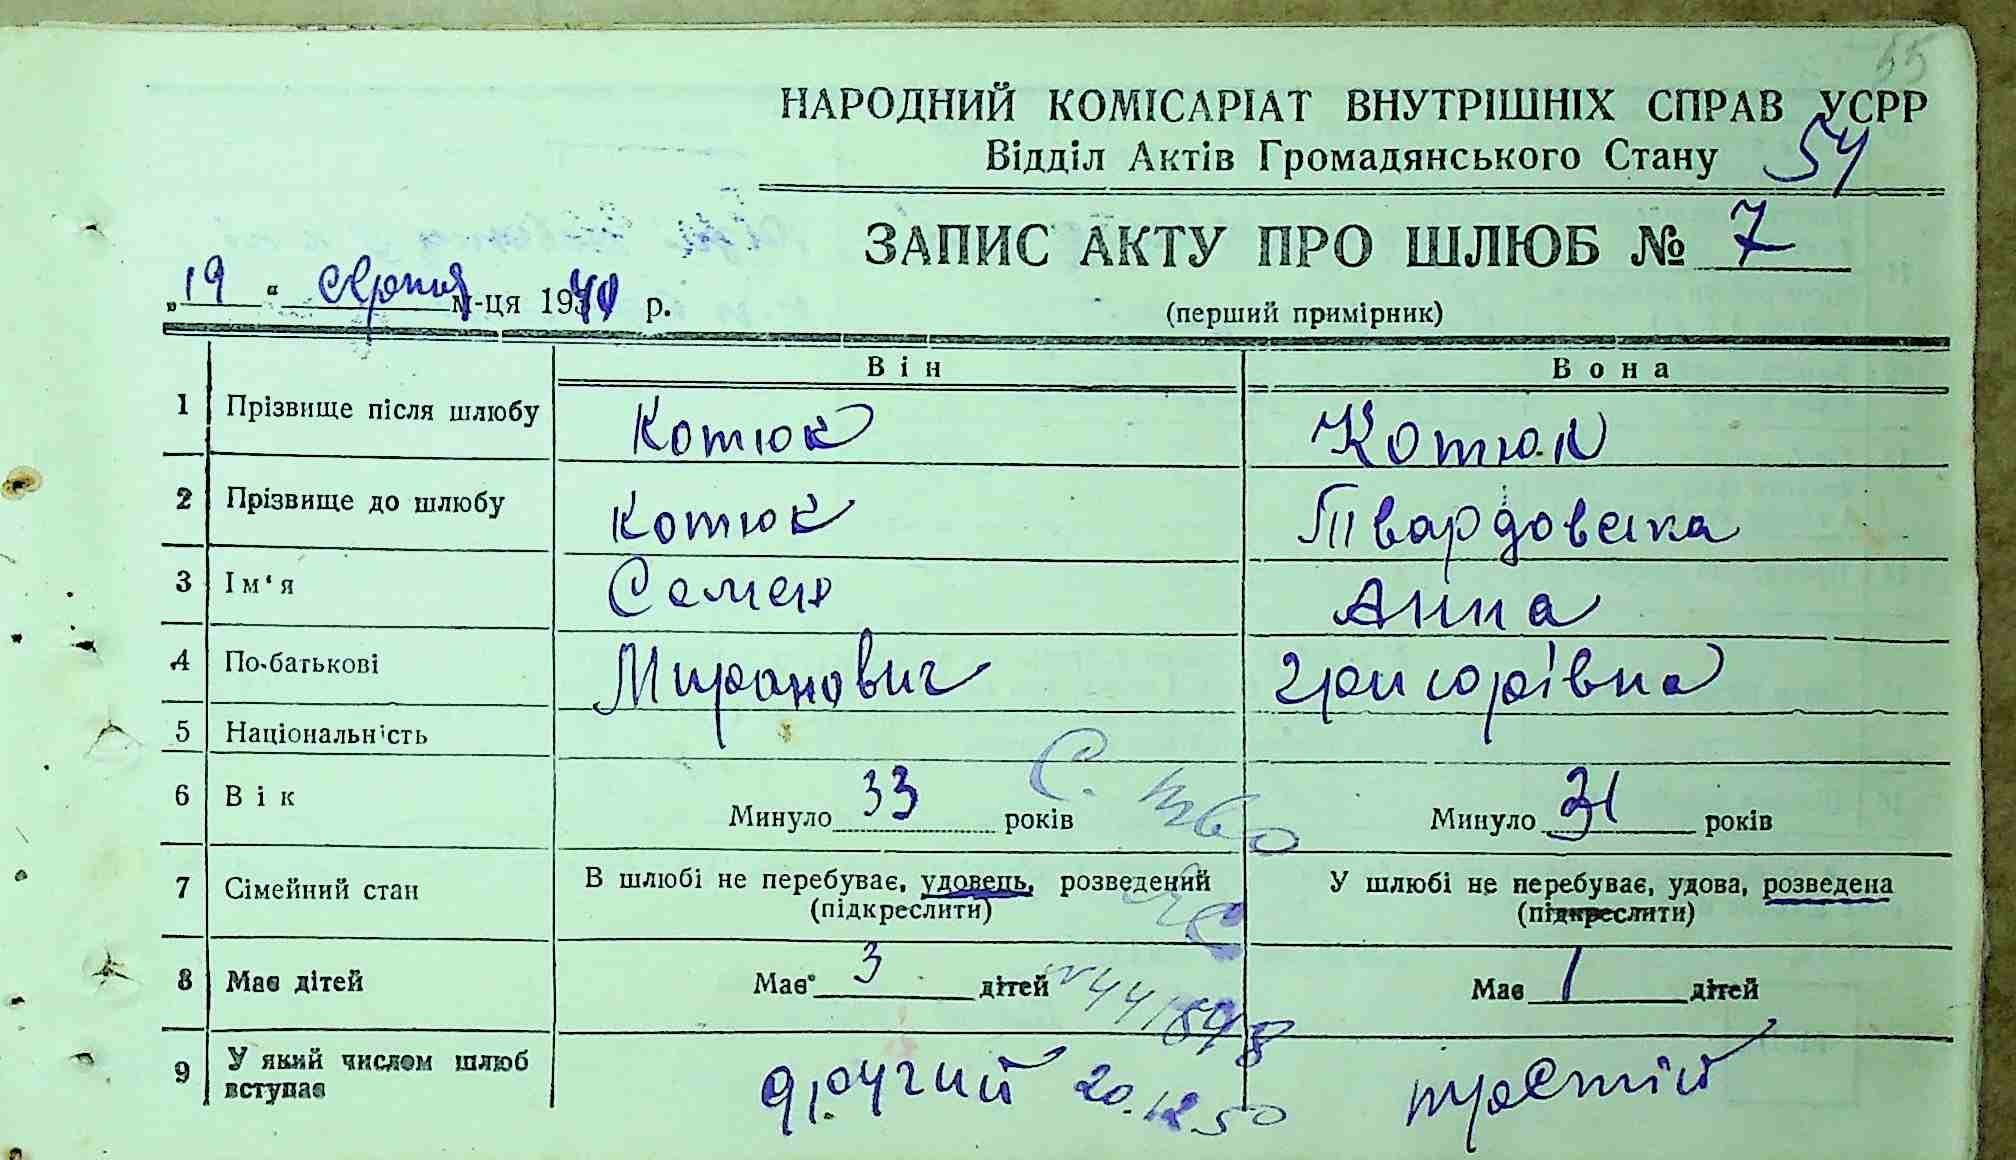 55
НАРОДНИЙ КОМІСАРІАТ ВНУТРІШНІХ СПРАВ УСРР
Відділ Актів Громадянського Стану 54
ЗАПИС АКТУ ПРО ШЛЮБ № 7
„19“ серпня м-ця 1941 р.
(перший примірник)
Він Вона
1 Прізвище після шлюбу Котюк Котюк
2 Прізвище до шлюбу Котюк Твардовська
3 Ім‘я Семен Анна
4 По-батькові Миронович Григорівна
5 Національність
6 Вік Минуло 33 років Минуло 31 років
С. тво
7 Сімейний стан В шлюбі не перебуває, удовець, розведений У шлюбі не перебуває, удова, розведена
(підкреслити) (підкреслити)
8 Має дітей Має 3 дітей Має 1 дітей
9 У який числом шлюб вступає другий 20.12.50 третій